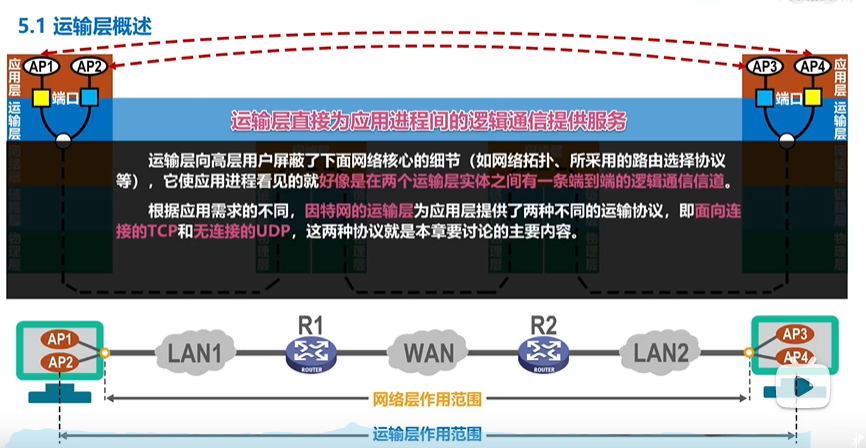 5.1 运输层概述
应用层
AP1
AP2
AP3
AP4
应用层
端口
端口
运输层
运输层
运输层直接为应用进程间的逻辑通信提供服务
运输层向高层用户屏蔽了下面网络核心的细节（如网络拓扑、所采用的路由选择协议
等），它使应用进程看见的就好像是在两个运输层实体之间有一条端到端的逻辑通信信道。
根据应用需求的不同，因特网的运输层为应用层提供了两种不同的运输协议，即面向连
接的TCP和无连接的UDP，这两种协议就是本章要讨论的主要内容。
AP1
AP2
LAN1
R1
ROUTER
WAN
R2
ROUTER
LAN2
AP3
AP4
网络层作用范围
运输层作用范围